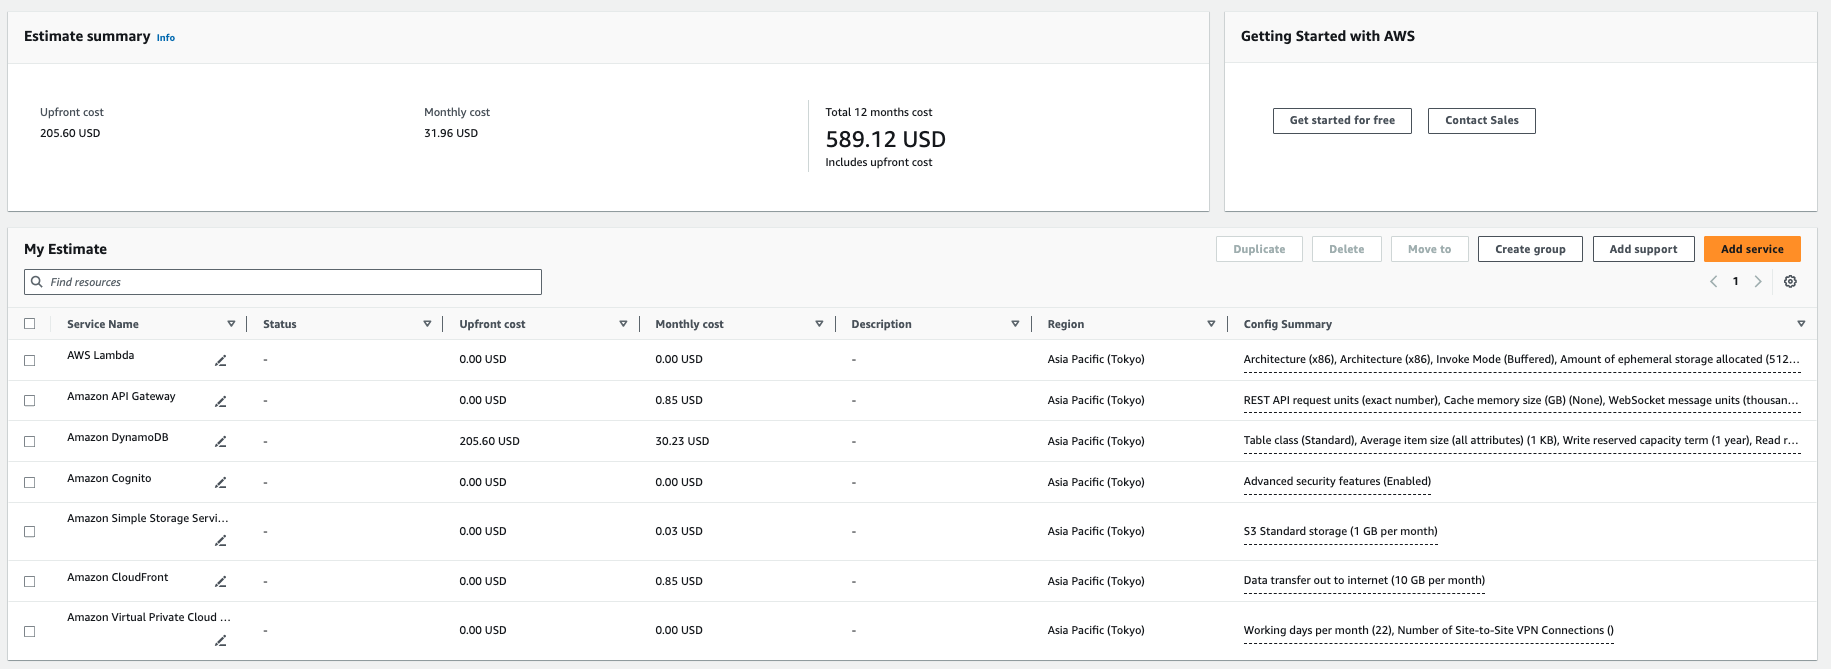 Estimate summary Info
Getting Started with AWS
Upfront cost
205.60 USD
Monthly cost
31.96 USD
Total 12 months cost
589.12 USD
Includes upfront cost
Get started for free
Contact Sales
My Estimate
Duplicate
Delete
Move to
Create group
Add support
Add service
Find resources
1
Service Name Status Upfront cost Monthly cost Description Region Config Summary
AWS Lambda - 0.00 USD 0.00 USD - Asia Pacific (Tokyo) Architecture (x86), Architecture (x86), Invoke Mode (Buffered), Amount of ephemeral storage allocated (512...
Amazon API Gateway - 0.00 USD 0.85 USD - Asia Pacific (Tokyo) REST API request units (exact number), Cache memory size (GB) (None), WebSocket message units (thousan...
Amazon DynamoDB - 205.60 USD 30.23 USD - Asia Pacific (Tokyo) Table class (Standard), Average item size (all attributes) (1 KB), Write reserved capacity term (1 year), Read r...
Amazon Cognito - 0.00 USD 0.00 USD - Asia Pacific (Tokyo) Advanced security features (Enabled)
Amazon Simple Storage Servi... - 0.00 USD 0.03 USD - Asia Pacific (Tokyo) S3 Standard storage (1 GB per month)
Amazon CloudFront - 0.00 USD 0.85 USD - Asia Pacific (Tokyo) Data transfer out to internet (10 GB per month)
Amazon Virtual Private Cloud ... - 0.00 USD 0.00 USD - Asia Pacific (Tokyo) Working days per month (22), Number of Site-to-Site VPN Connections ()